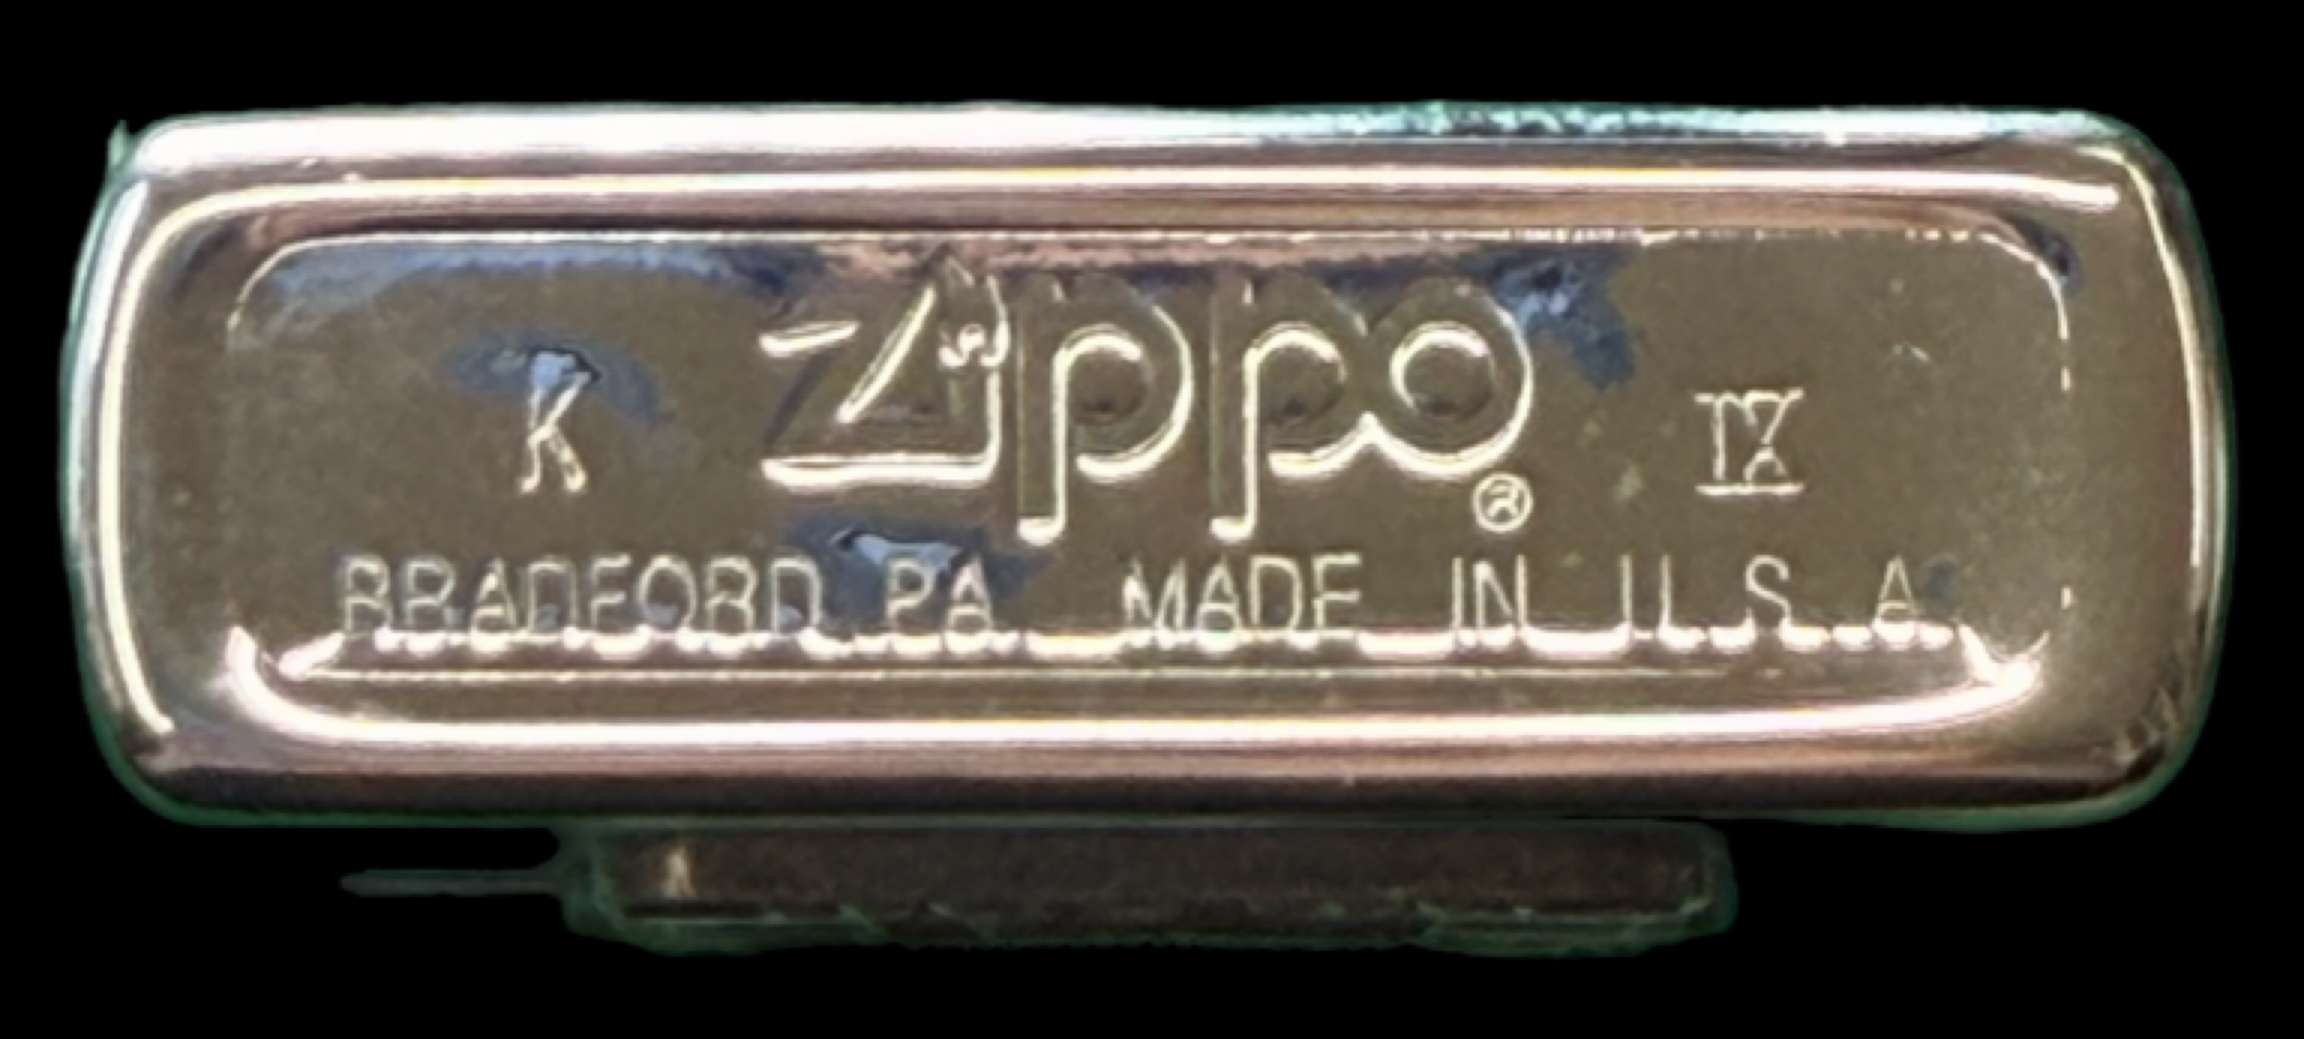 K Zippo® IX
BRADFORD PA MADE IN U.S.A